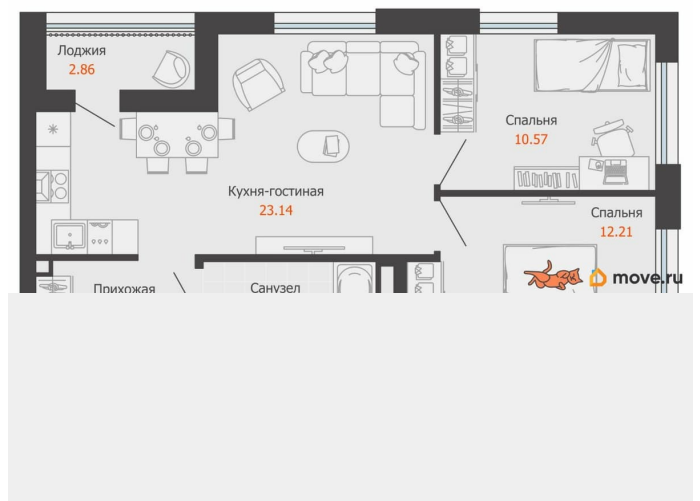 Лоджия
2.86
Спальня
10.57
Кухня-гостиная
23.14
Спальня
12.21
move.ru
Прихожая
Санузел